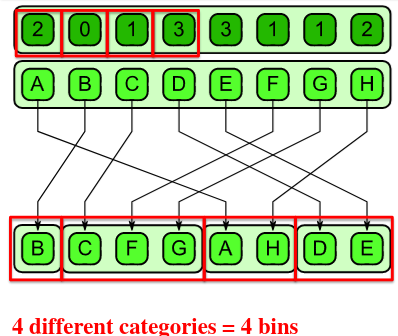 2 0 1 3 3 1 1 2
A B C D E F G H
B C F G A H D E
4 different categories = 4 bins